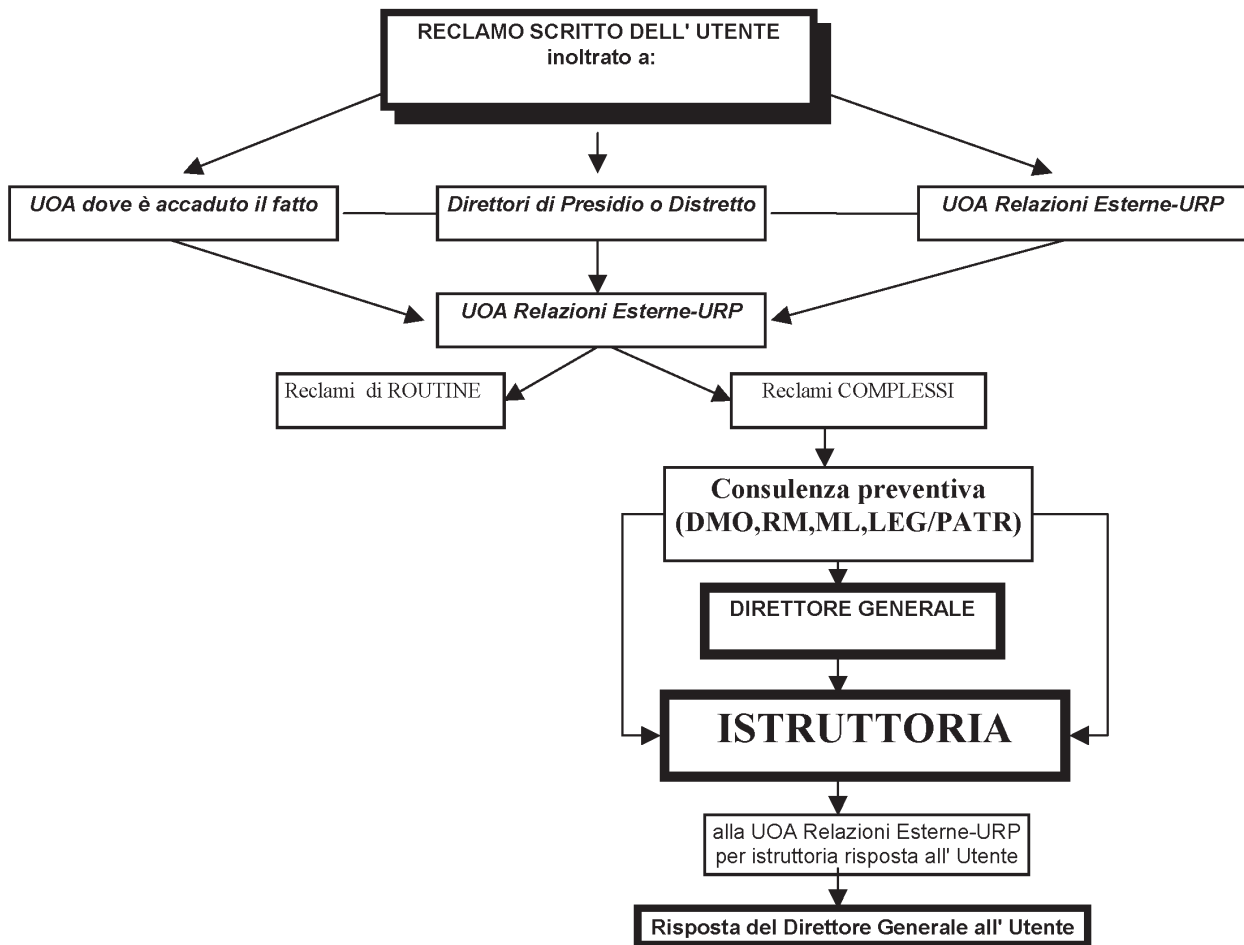 RECLAMO SCRITTO DELL' UTENTE
inoltrato a:
UOA dove è accaduto il fatto
Direttori di Presidio o Distretto
UOA Relazioni Esterne-URP
UOA Relazioni Esterne-URP
Reclami di ROUTINE
Reclami COMPLESSI
Consulenza preventiva
(DMO,RM,ML,LEG/PATR)
DIRETTORE GENERALE
ISTRUTTORIA
alla UOA Relazioni Esterne-URP
per istruttoria risposta all' Utente
Risposta del Direttore Generale all' Utente